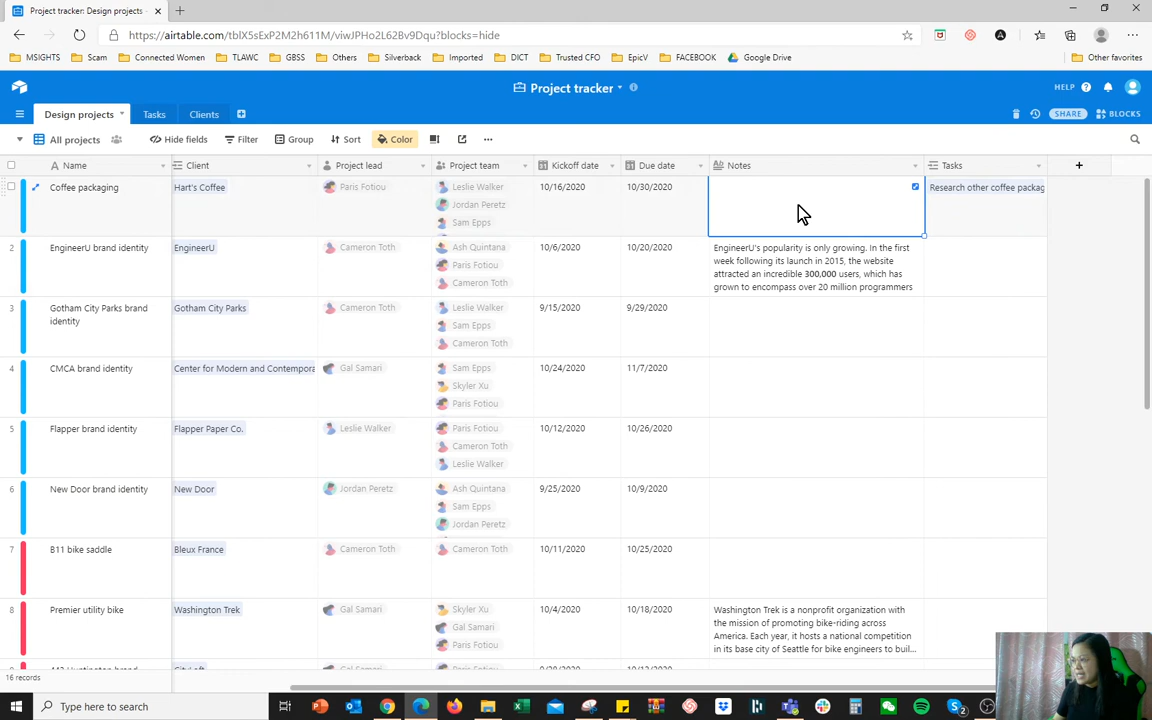 Project tracker: Design projects -
https://airtable.com/tblX5sExP2M2h611M/viwJPHo2L62Bv9Dqu?blocks=hide
MSIGHTS
Scam
Connected Women
TLAWC
GBSS
Others
Silverback
Imported
DICT
Trusted CFO
EpicV
FACEBOOK
Google Drive
Other favorites
Project tracker
HELP
Design projects
Tasks
Clients
SHARE
BLOCKS
All projects
Hide fields
Filter
Group
Sort
Color
Name
Client
Project lead
Project team
Kickoff date
Due date
Notes
Tasks
Coffee packaging
Hart's Coffee
Paris Fotiou
Leslie Walker
Jordan Peretz
Sam Epps
10/16/2020
10/30/2020
Research other coffee packag
2
EngineerU brand identity
EngineerU
Cameron Toth
Ash Quintana
Paris Fotiou
Cameron Toth
10/6/2020
10/20/2020
EngineerU's popularity is only growing. In the first
week following its launch in 2015, the website
attracted an incredible 300,000 users, which has
grown to encompass over 20 million programmers
3
Gotham City Parks brand
identity
Gotham City Parks
Cameron Toth
Leslie Walker
Sam Epps
Cameron Toth
9/15/2020
9/29/2020
4
CMCA brand identity
Center for Modern and Contempora
Gal Samari
Sam Epps
Skyler Xu
Paris Fotiou
10/24/2020
11/7/2020
5
Flapper brand identity
Flapper Paper Co.
Leslie Walker
Paris Fotiou
Cameron Toth
Leslie Walker
10/12/2020
10/26/2020
6
New Door brand identity
New Door
Jordan Peretz
Ash Quintana
Sam Epps
Jordan Peretz
9/25/2020
10/9/2020
7
B11 bike saddle
Bleux France
Cameron Toth
Cameron Toth
10/11/2020
10/25/2020
8
Premier utility bike
Washington Trek
Gal Samari
Skyler Xu
Gal Samari
Paris Fotiou
10/4/2020
10/18/2020
Washington Trek is a nonprofit organization with
the mission of promoting bike-riding across
America. Each year, it hosts a national competition
in its base city of Seattle for bike engineers to buil...
16 records
Type here to search